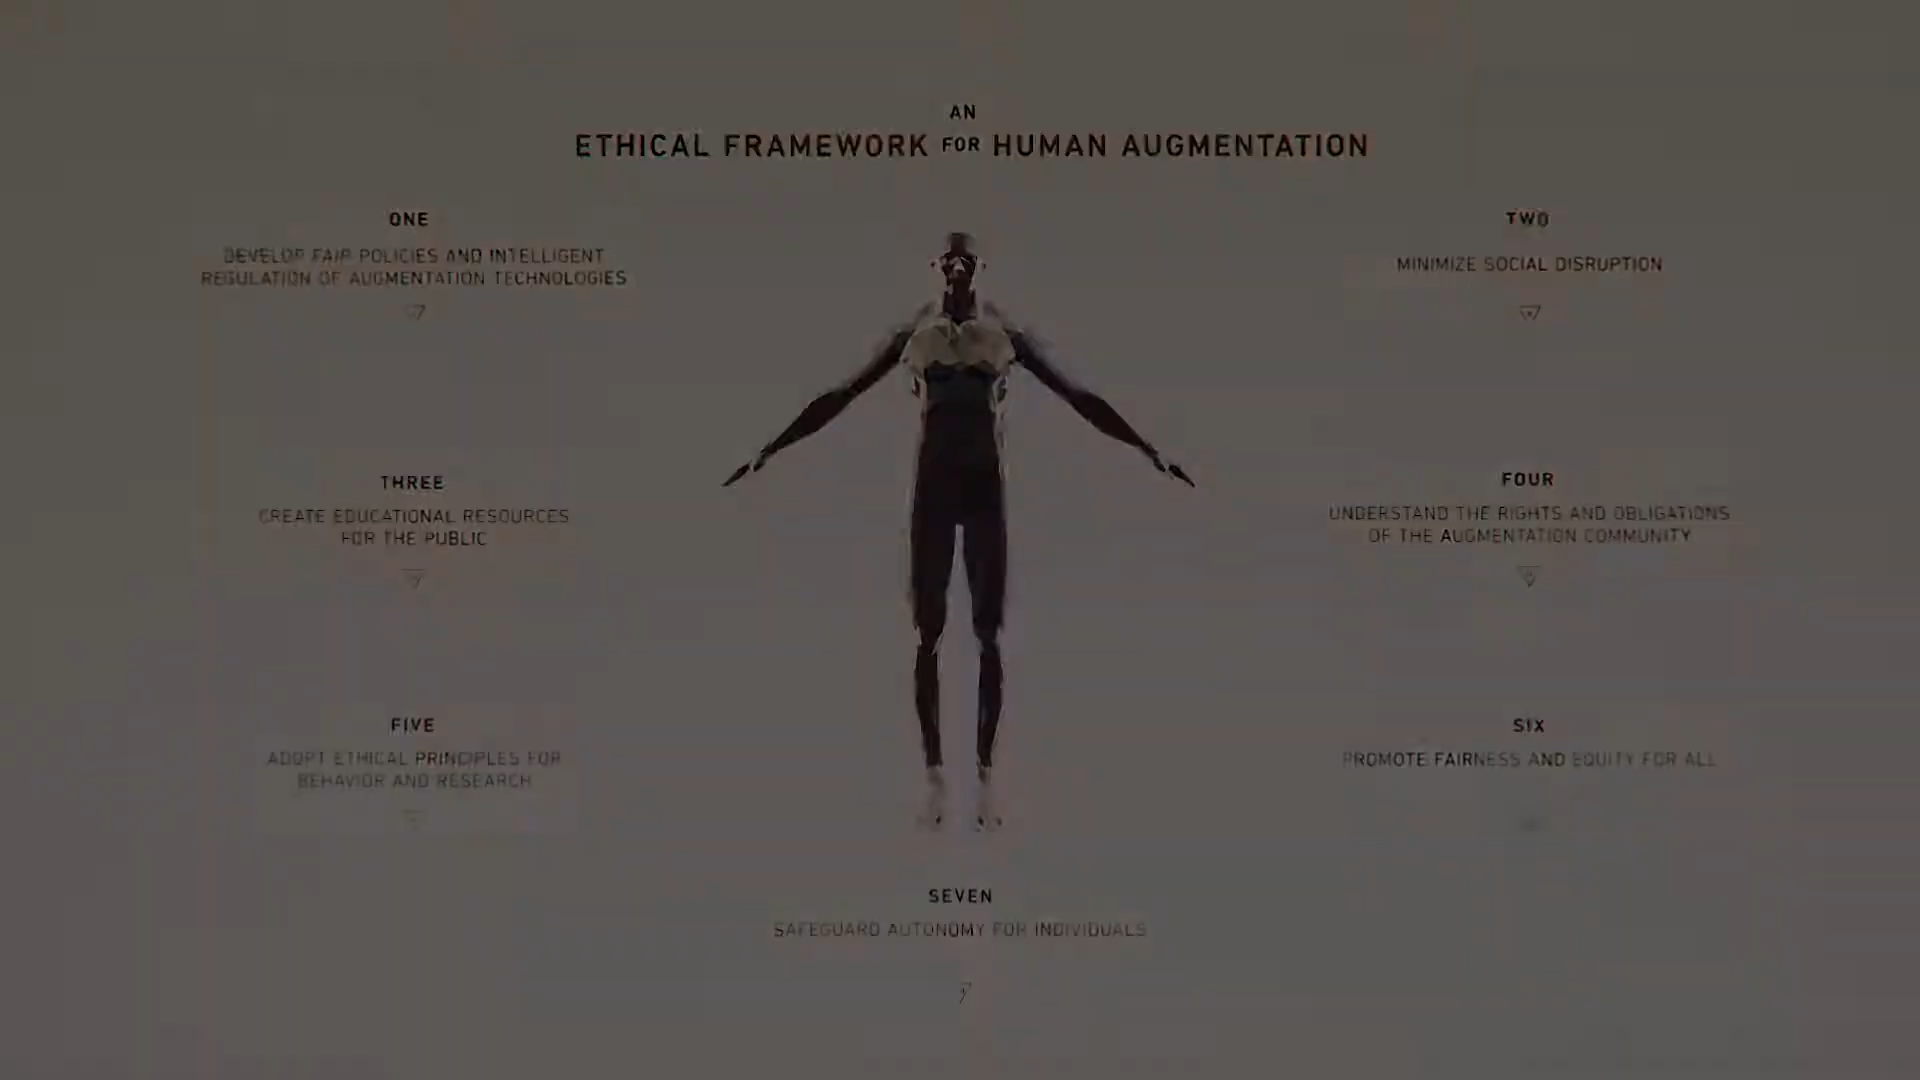 AN
ETHICAL FRAMEWORK FOR HUMAN AUGMENTATION
ONE
DEVELOP FAIR POLICIES AND INTELLIGENT
REGULATION OF AUGMENTATION TECHNOLOGIES
TWO
MINIMIZE SOCIAL DISRUPTION
THREE
CREATE EDUCATIONAL RESOURCES
FOR THE PUBLIC
FOUR
UNDERSTAND THE RIGHTS AND OBLIGATIONS
OF THE AUGMENTATION COMMUNITY
FIVE
ADOPT ETHICAL PRINCIPLES FOR
BEHAVIOR AND RESEARCH
SIX
PROMOTE FAIRNESS AND EQUITY FOR ALL
SEVEN
SAFEGUARD AUTONOMY FOR INDIVIDUALS